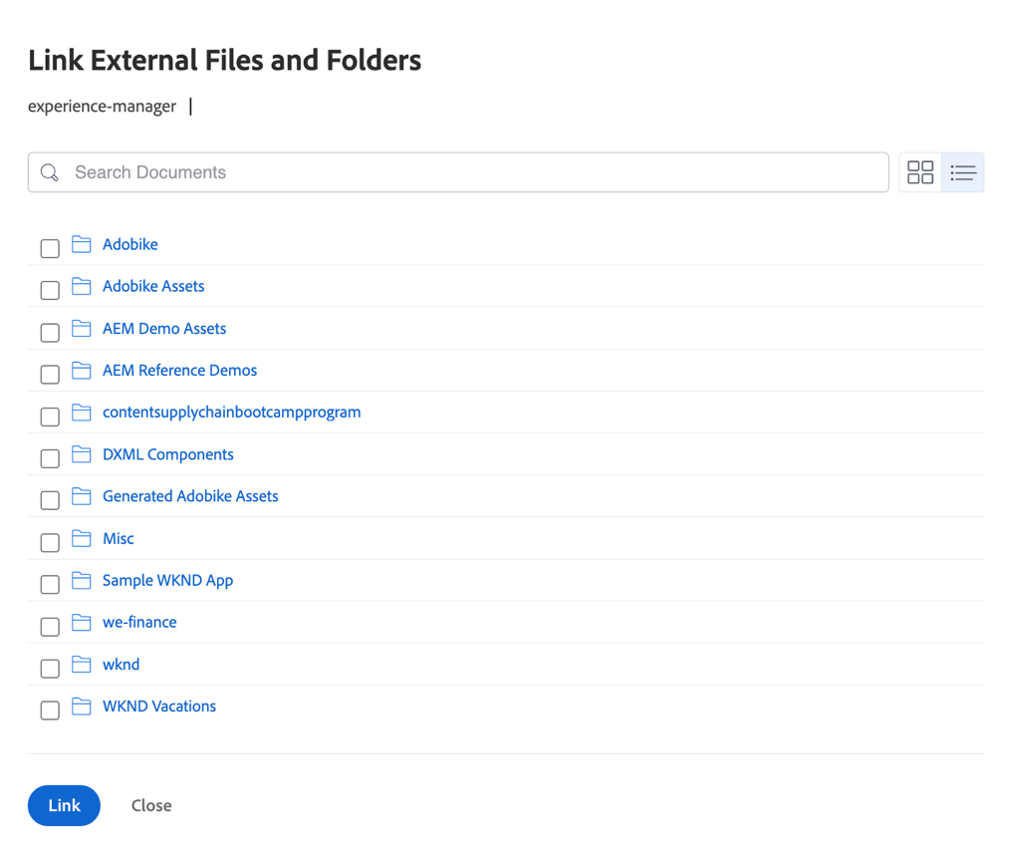 Link External Files and Folders
experience-manager |
Search Documents
Adobike
Adobike Assets
AEM Demo Assets
AEM Reference Demos
contentsupplychainbootcampprogram
DXML Components
Generated Adobike Assets
Misc
Sample WKND App
we-finance
wknd
WKND Vacations
Link Close